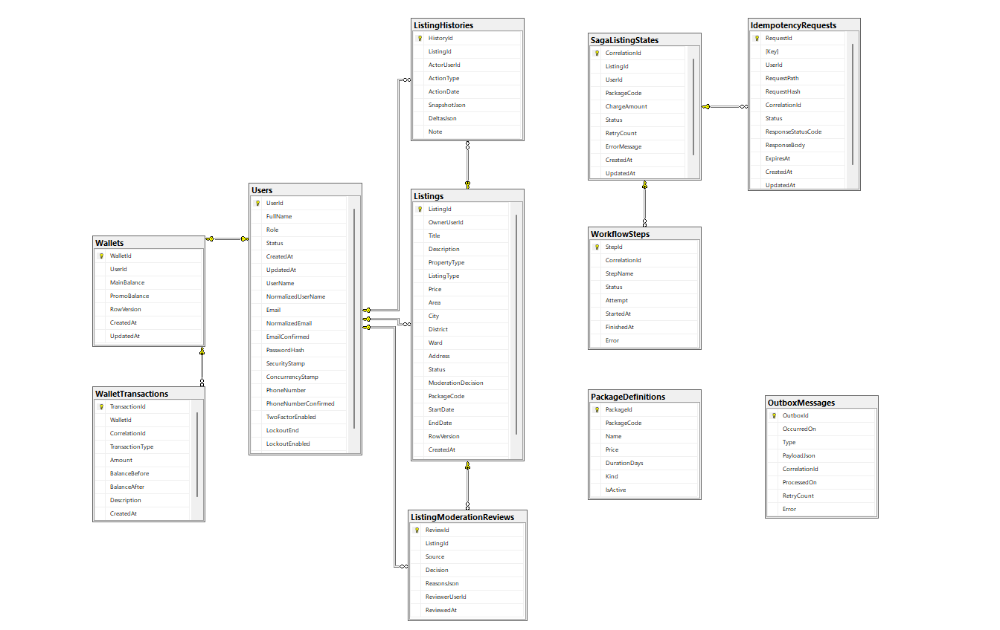 ListingHistories
HistoryId
ListingId
ActorUserId
ActionType
ActionDate
SnapshotJson
DeltasJson
Note
SagaListingStates
CorrelationId
ListingId
UserId
PackageCode
ChargeAmount
Status
RetryCount
ErrorMessage
CreatedAt
UpdatedAt
IdempotencyRequests
RequestId
[Key]
UserId
RequestPath
RequestHash
CorrelationId
Status
ResponseStatusCode
ResponseBody
ExpiresAt
CreatedAt
UpdatedAt
Users
UserId
FullName
Role
Status
CreatedAt
UpdatedAt
UserName
NormalizedUserName
Email
NormalizedEmail
EmailConfirmed
PasswordHash
SecurityStamp
ConcurrencyStamp
PhoneNumber
PhoneNumberConfirmed
TwoFactorEnabled
LockoutEnd
LockoutEnabled
Listings
ListingId
OwnerUserId
Title
Description
PropertyType
ListingType
Price
Area
City
District
Ward
Address
Status
ModerationDecision
PackageCode
StartDate
EndDate
RowVersion
CreatedAt
Wallets
WalletId
UserId
MainBalance
PromoBalance
RowVersion
CreatedAt
UpdatedAt
WorkflowSteps
StepId
CorrelationId
StepName
Status
Attempt
StartedAt
FinishedAt
Error
WalletTransactions
TransactionId
WalletId
CorrelationId
TransactionType
Amount
BalanceBefore
BalanceAfter
Description
CreatedAt
PackageDefinitions
PackageId
PackageCode
Name
Price
DurationDays
Kind
IsActive
OutboxMessages
OutboxId
OccurredOn
Type
PayloadJson
CorrelationId
ProcessedOn
RetryCount
Error
ListingModerationReviews
ReviewId
ListingId
Source
Decision
ReasonsJson
ReviewerUserId
ReviewedAt